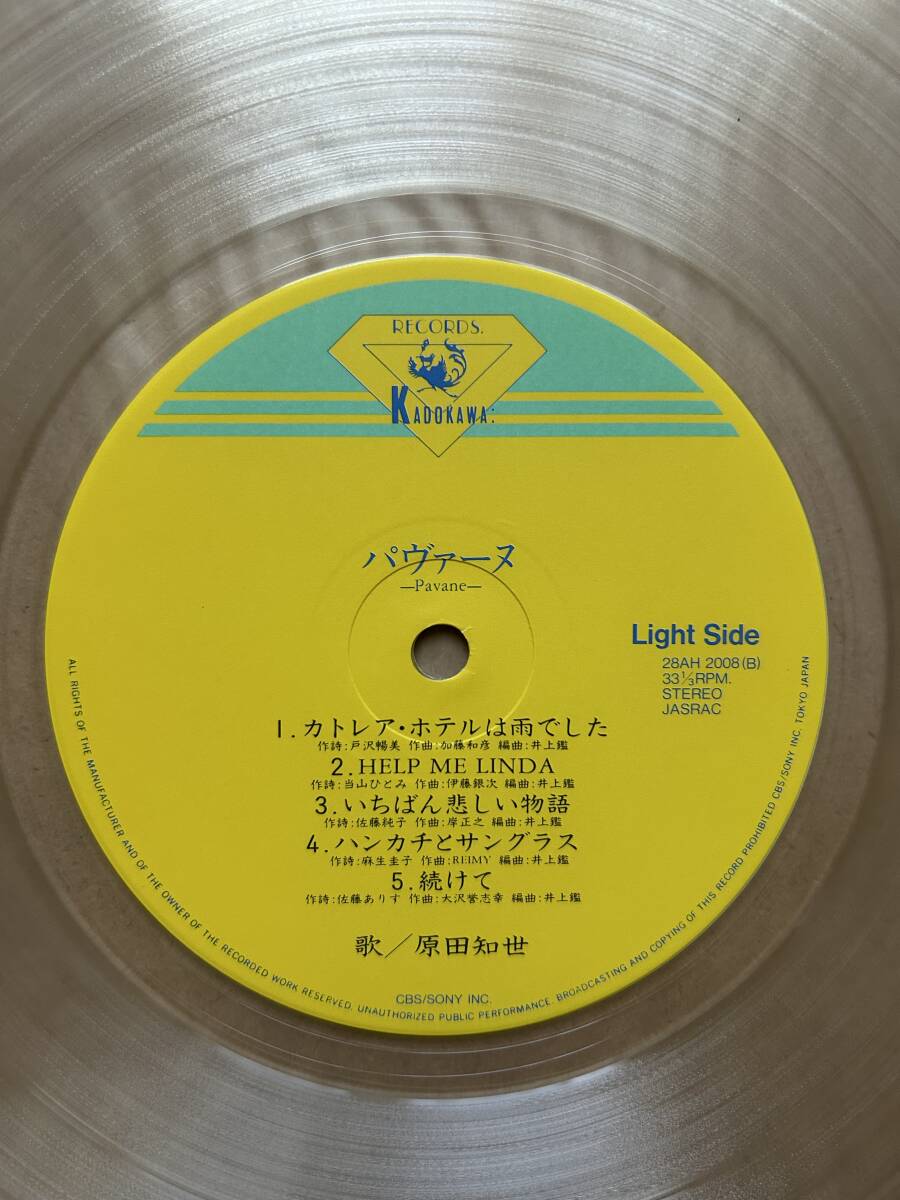 RECORDS.
KADOKAWA:
パヴァーヌ
—Pavane—
Light Side
28AH 2008(B)
33 1/3 RPM.
STEREO
JASRAC
1.カトレア・ホテルは雨でした
作詩:戸沢暢美 作曲:加藤和彦 編曲:井上鑑
2.HELP ME LINDA
作詩:当山ひとみ 作曲:伊藤銀次 編曲:井上鑑
3.いちばん悲しい物語
作詩:佐藤純子 作曲:岸正之 編曲:井上鑑
4.ハンカチとサングラス
作詩:麻生圭子 作曲:REIMY 編曲:井上鑑
5.続けて
作詩:佐藤ありす 作曲:大沢誉志幸 編曲:井上鑑
歌／原田知世
CBS/SONY INC.
ALL RIGHTS OF THE MANUFACTURER AND OF THE OWNER OF THE RECORDED WORK RESERVED. UNAUTHORIZED PUBLIC PERFORMANCE. BROADCASTING AND COPYING OF THIS RECORD PROHIBITED CBS/SONY INC. TOKYO JAPAN